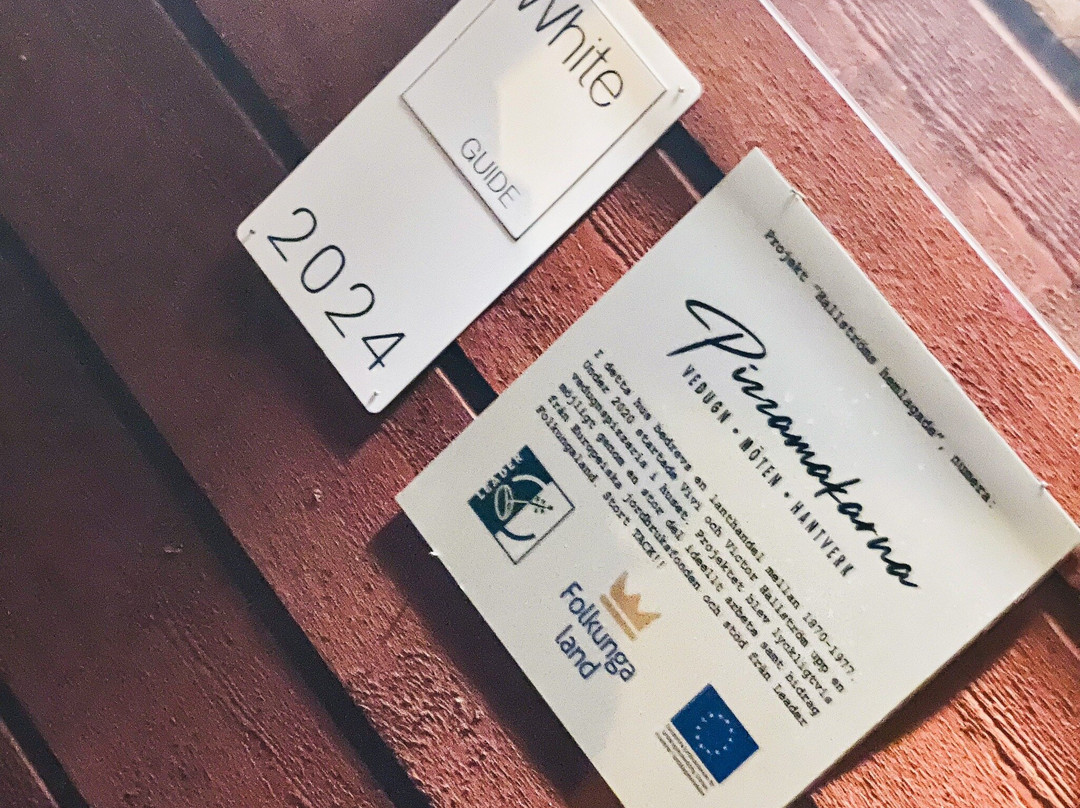 White
GUIDE
2024
Projekt "Hallströms hemlagade", numera:
Pizzamakarna
VEDUGN • MÖTEN • HANTVERK
I detta hus bedrevs en lanthandel mellan 1870-1977.
Under 2020 startade Vivi och Victor Hallström upp en
vedugnspizzeria i huset. Projektet blev lyckligtvis
möjligt genom en stor del ideellt arbete samt bidrag
från Europeiska jordbruksfonden och stöd från Leader
Folkungaland. Stort TACK!!
LEADER
Folkunga
land